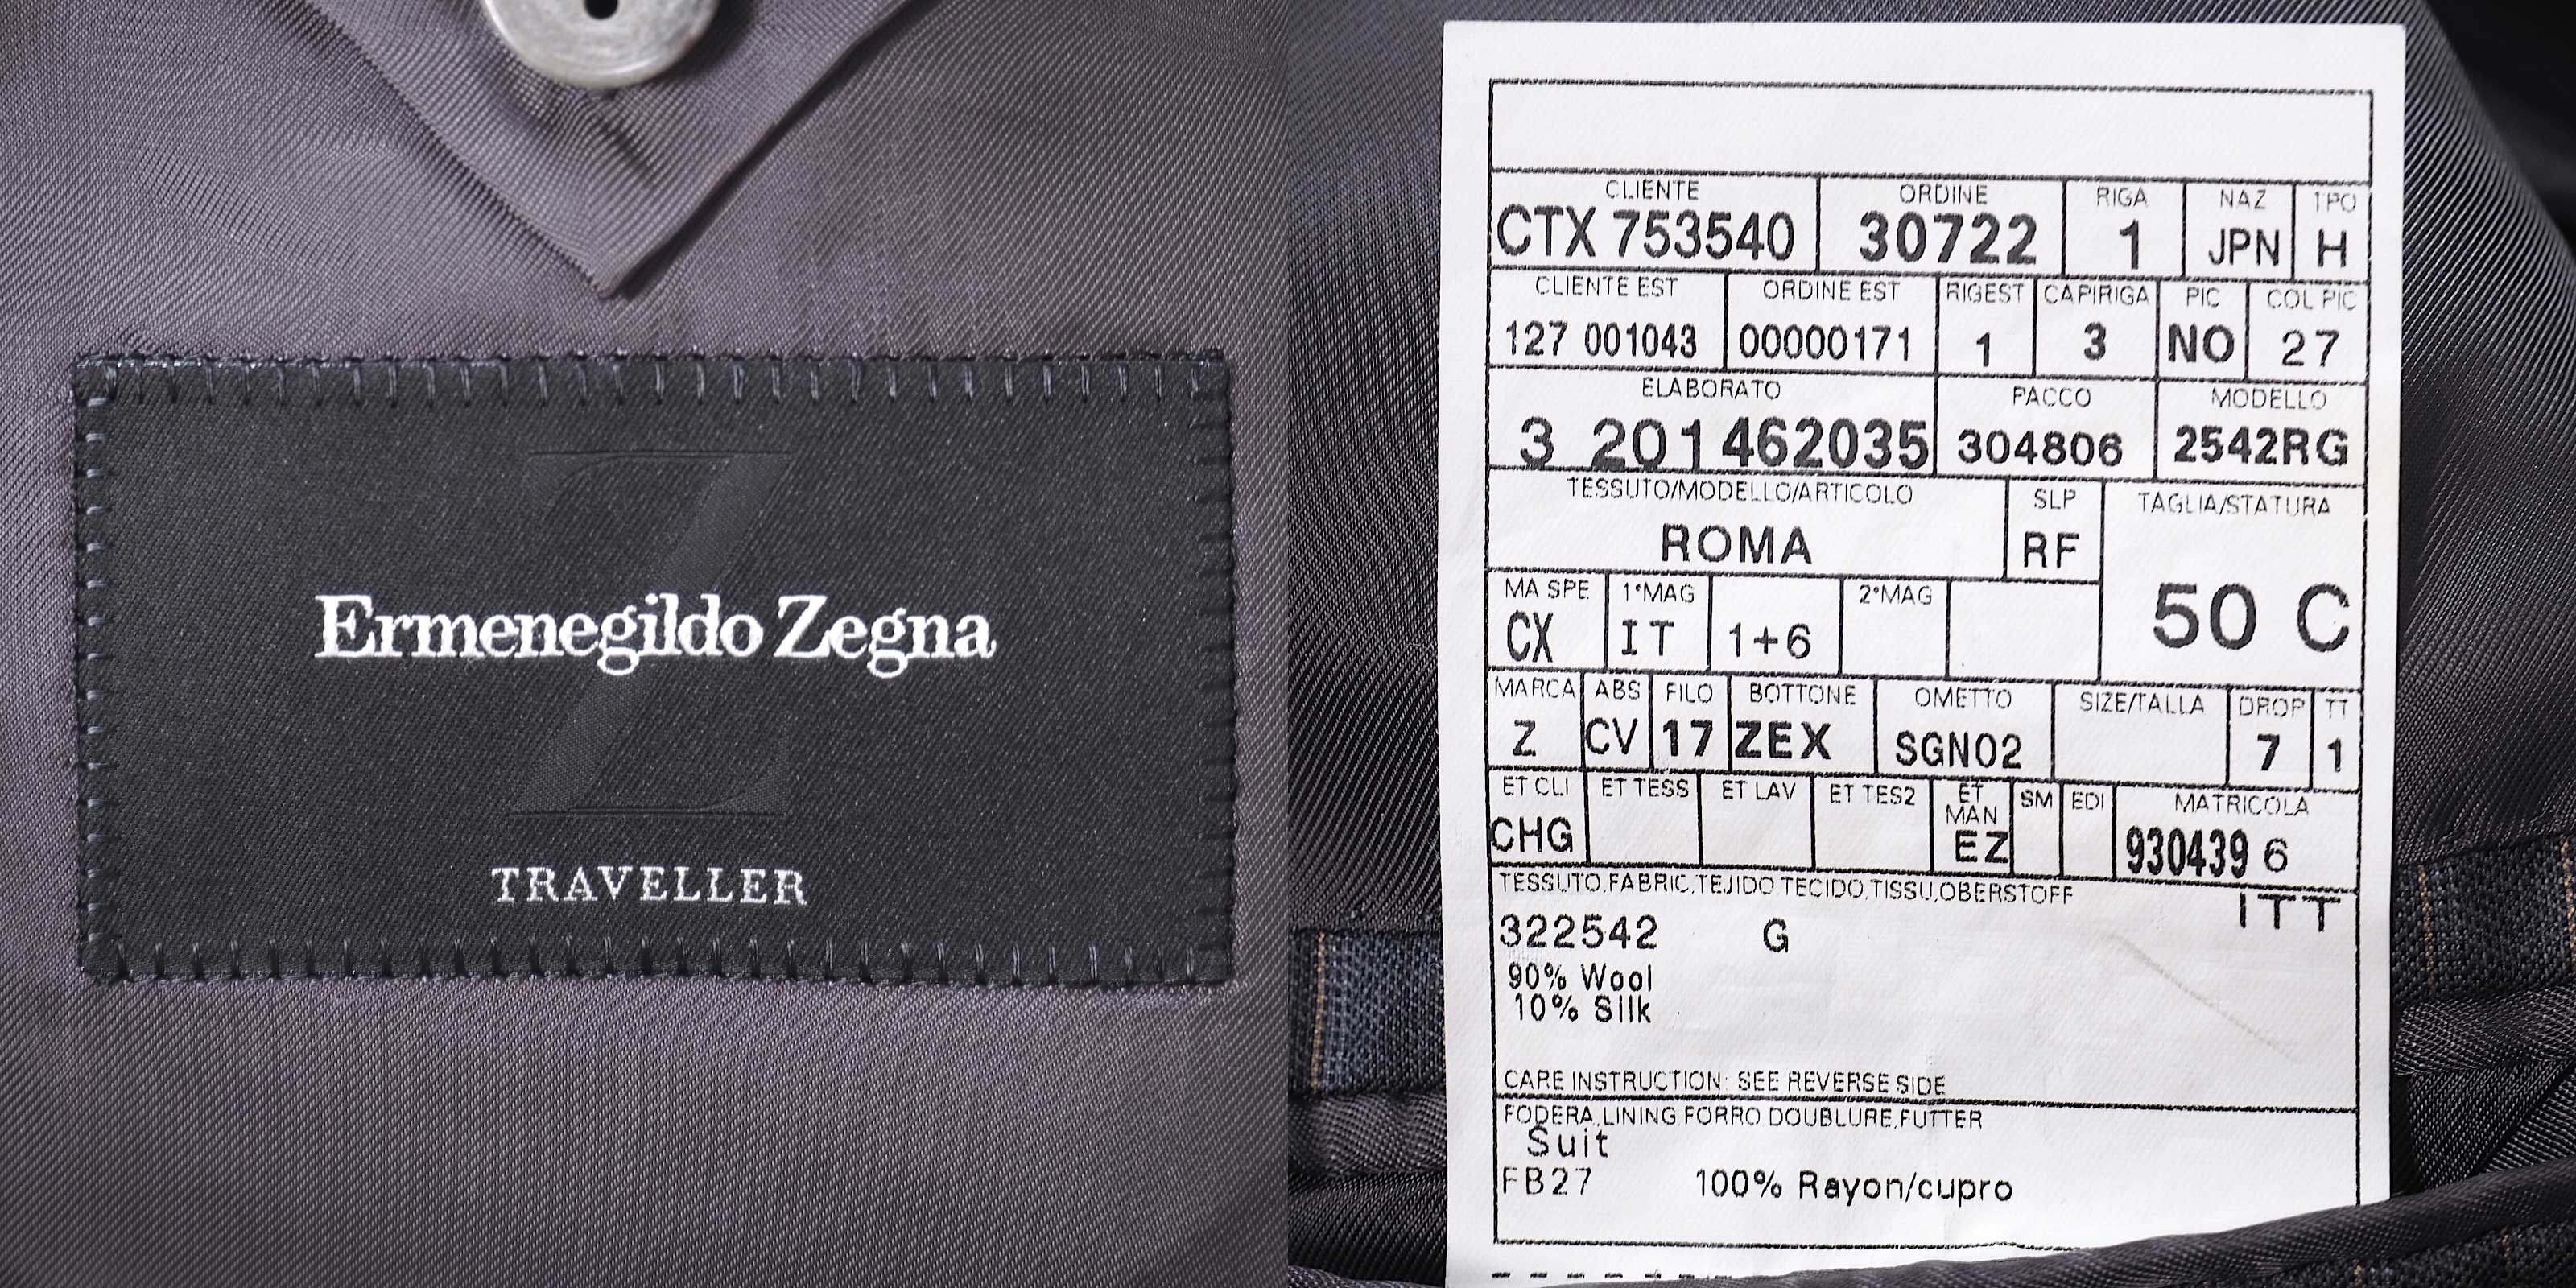 Ermenegildo Zegna
TRAVELLER
CLIENTE ORDINE RIGA NAZ TPO
CTX 753540 30722 1 JPN H
CLIENTE EST ORDINE EST RIGEST CAPIRIGA PIC COL PIC
127 001043 00000171 1 3 NO 27
ELABORATO PACCO MODELLO
3 201462035 304806 2542RG
TESSUTO/MODELLO/ARTICOLO SLP TAGLIA/STATURA
ROMA RF
50 C
MA SPE 1°MAG 2°MAG
CX IT 1+6
MARCA ABS FILO BOTTONE OMETTO SIZE/TALLA DROP TT
Z CV 17 ZEX SGN02 7 1
ET CLI ET TESS ET LAV ET TES2 ET MAN SM EDI MATRICOLA
CHG EZ 930439 6
TESSUTO,FABRIC,TEJIDO,TECIDO,TISSU,OBERSTOFF
ITT
322542 G
90% Wool
10% Silk
CARE INSTRUCTION: SEE REVERSE SIDE
FODERA,LINING,FORRO,DOUBLURE,FUTTER
Suit
FB27 100% Rayon/cupro